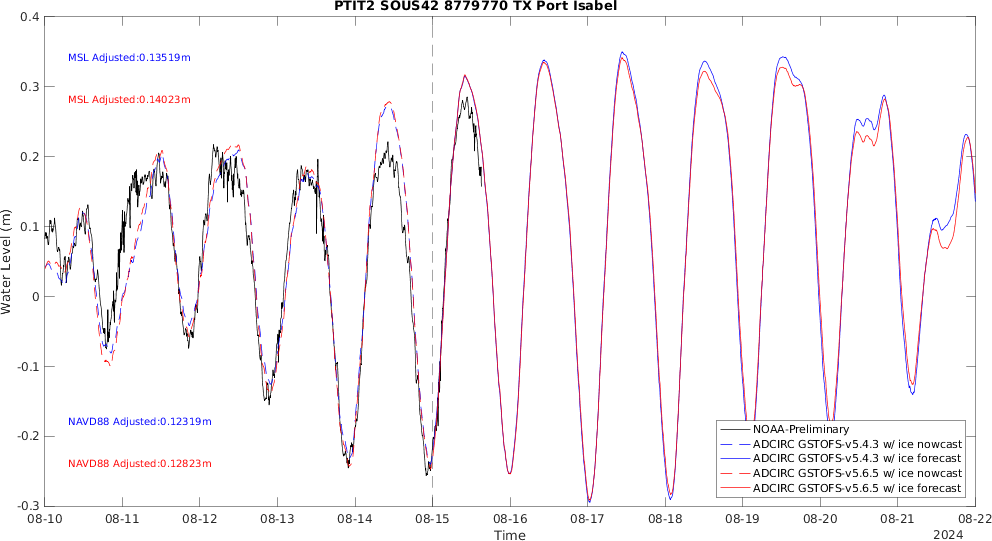 PTIT2 SOUS42 8779770 TX Port Isabel
0.4
0.3
0.2
0.1
0
-0.1
-0.2
-0.3
Water Level (m)
MSL Adjusted:0.13519m
MSL Adjusted:0.14023m
NAVD88 Adjusted:0.12319m
NAVD88 Adjusted:0.12823m
NOAA-Preliminary
ADCIRC GSTOFS-v5.4.3 w/ ice nowcast
ADCIRC GSTOFS-v5.4.3 w/ ice forecast
ADCIRC GSTOFS-v5.6.5 w/ ice nowcast
ADCIRC GSTOFS-v5.6.5 w/ ice forecast
08-10 08-11 08-12 08-13 08-14 08-15 08-16 08-17 08-18 08-19 08-20 08-21 08-22
Time
2024